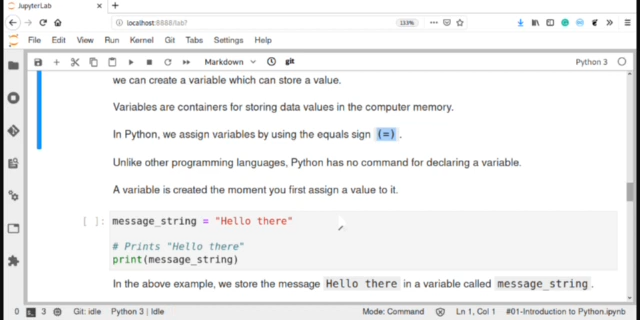 JupyterLab
localhost:8888/lab?
133%
File Edit View Run Kernel Git Tabs Settings Help
Markdown
git
Python 3
we can create a variable which can store a value.
Variables are containers for storing data values in the computer memory.
In Python, we assign variables by using the equals sign (=) .
Unlike other programming languages, Python has no command for declaring a variable.
A variable is created the moment you first assign a value to it.
[ ]: message_string = "Hello there"
# Prints "Hello there"
print(message_string)
In the above example, we store the message Hello there in a variable called message_string .
0 3 Git: idle Python 3 | Idle Mode: Command Ln 1, Col 1 #01-Introduction to Python.ipynb